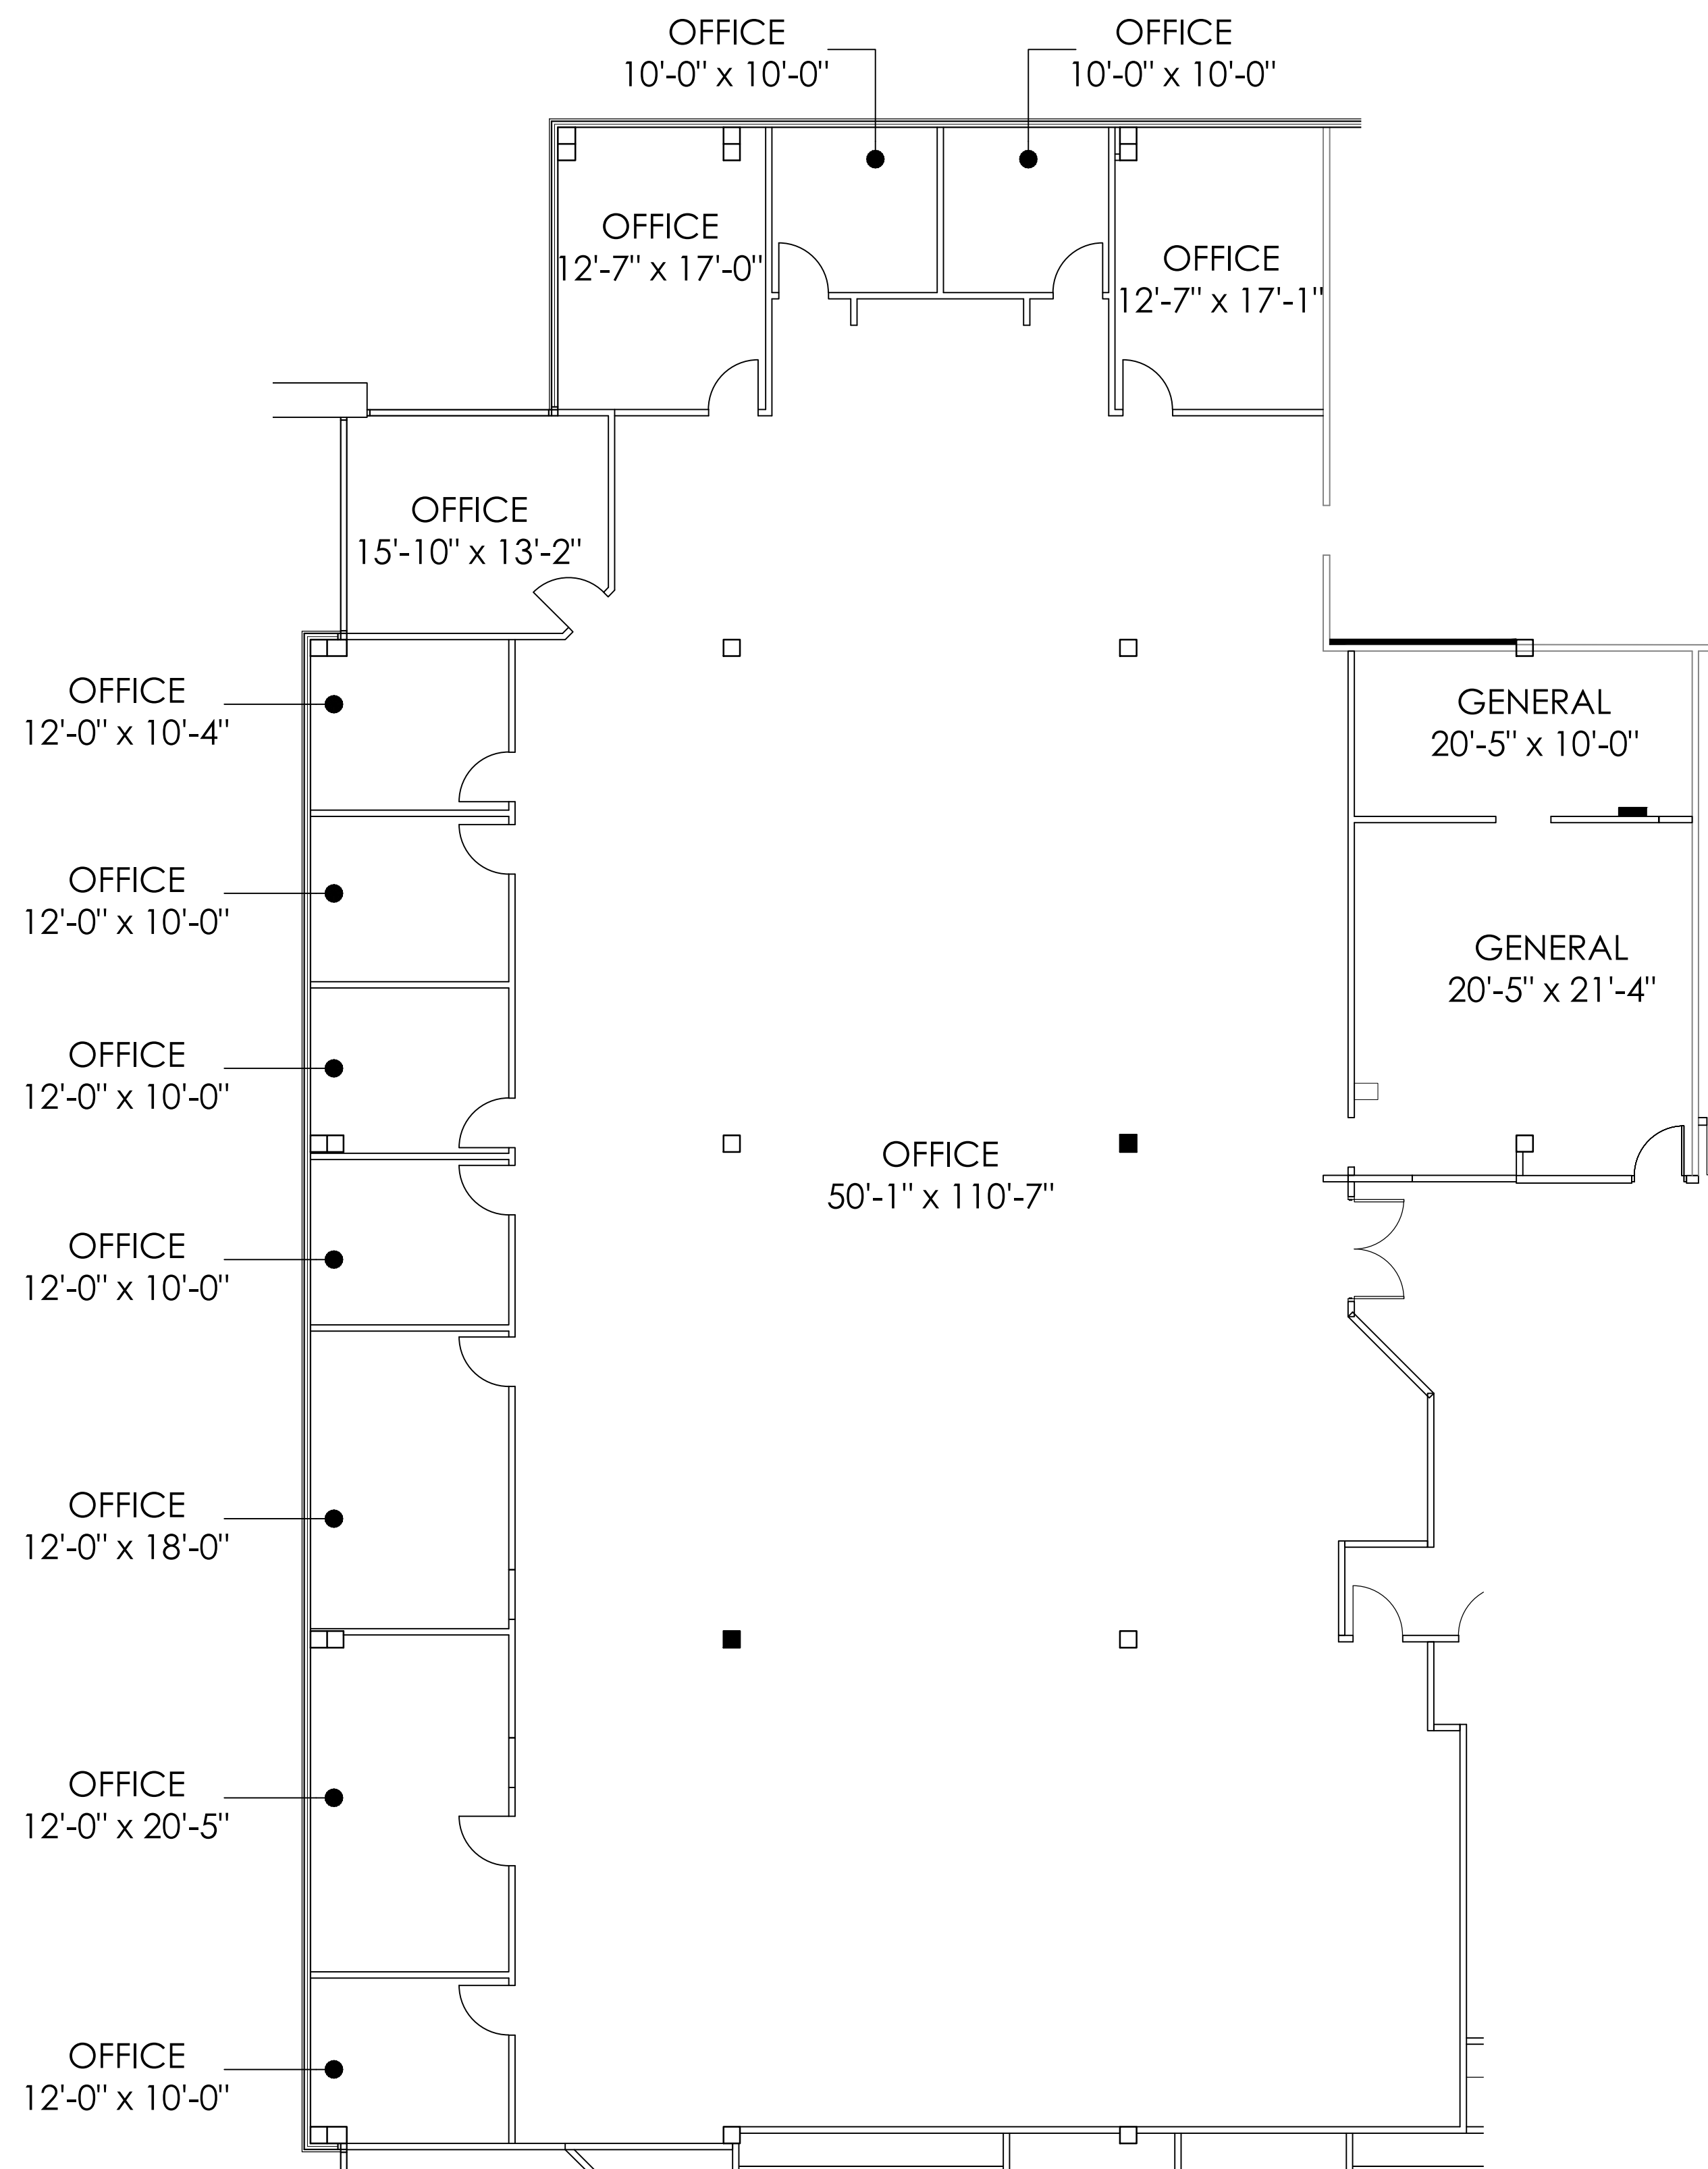 OFFICE
10'-0" x 10'-0"
OFFICE
10'-0" x 10'-0"
OFFICE
12'-7" x 17'-0"
OFFICE
12'-7" x 17'-1"
OFFICE
15'-10" x 13'-2"
OFFICE
12'-0" x 10'-4"
GENERAL
20'-5" x 10'-0"
OFFICE
12'-0" x 10'-0"
GENERAL
20'-5" x 21'-4"
OFFICE
12'-0" x 10'-0"
OFFICE
50'-1" x 110'-7"
OFFICE
12'-0" x 10'-0"
OFFICE
12'-0" x 18'-0"
OFFICE
12'-0" x 20'-5"
OFFICE
12'-0" x 10'-0"